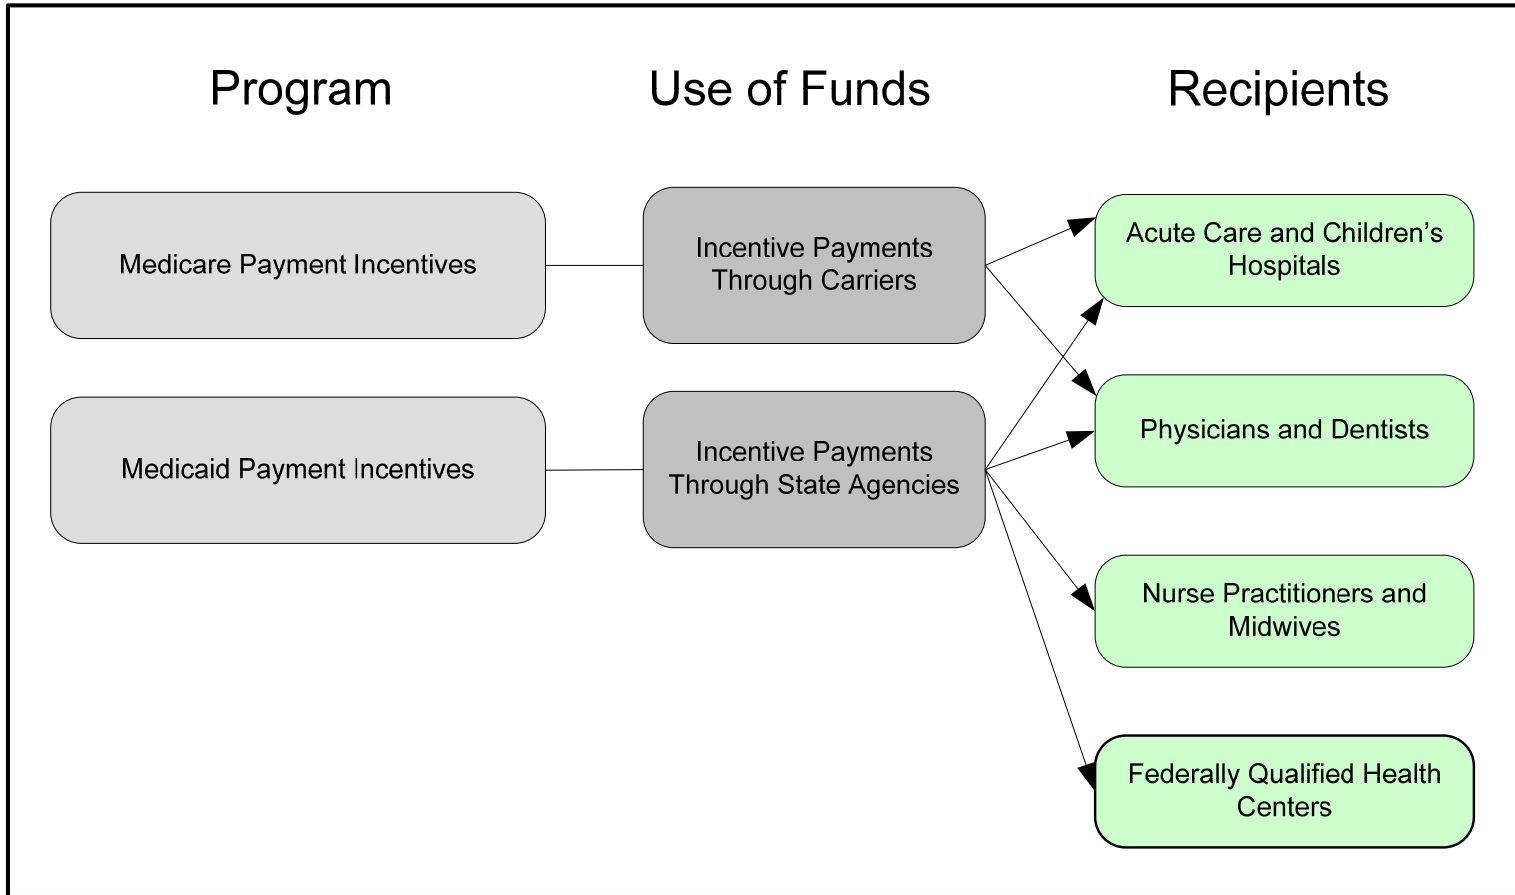 Program
Use of Funds
Recipients
Medicare Payment Incentives
Incentive Payments
Through Carriers
Acute Care and Children's
Hospitals
Medicaid Payment Incentives
Incentive Payments
Through State Agencies
Physicians and Dentists
Nurse Practitioners and
Midwives
Federally Qualified Health
Centers